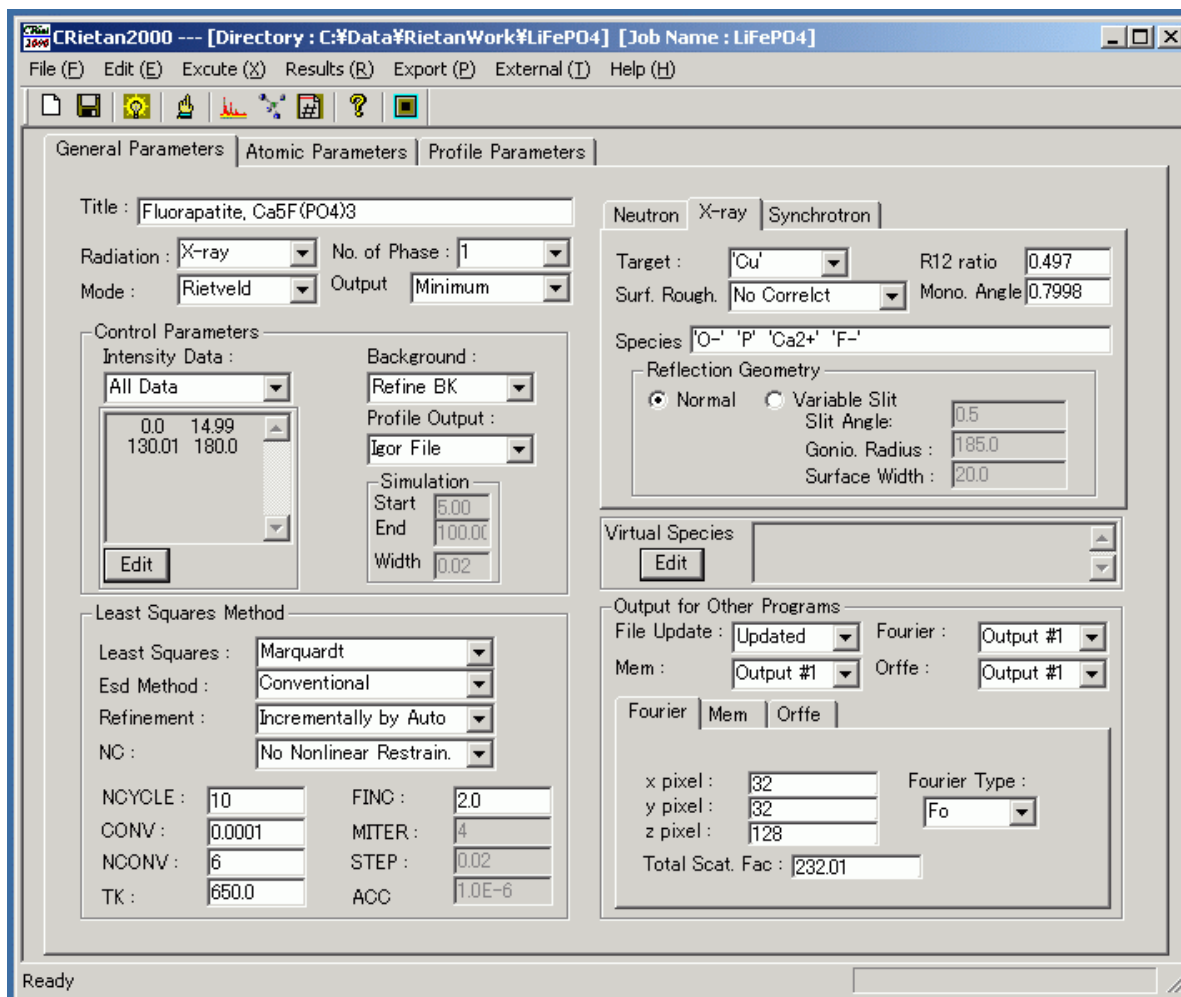 CRietan2000 --- [Directory : C:¥Data¥RietanWork¥LiFePO4] [Job Name : LiFePO4]
File (F) Edit (E) Excute (X) Results (R) Export (P) External (T) Help (H)
General Parameters Atomic Parameters Profile Parameters
Title : Fluorapatite, Ca5F(PO4)3
Radiation : X-ray No. of Phase : 1
Mode : Rietveld Output Minimum
Control Parameters
Intensity Data :
All Data
0.0 14.99
130.01 180.0
Edit
Background :
Refine BK
Profile Output :
Igor File
Simulation
Start 5.00
End 100.00
Width 0.02
Least Squares Method
Least Squares : Marquardt
Esd Method : Conventional
Refinement : Incrementally by Auto
NC : No Nonlinear Restrain.
NCYCLE : 10 FINC : 2.0
CONV : 0.0001 MITER : 4
NCONV : 6 STEP : 0.02
TK : 650.0 ACC 1.0E-6
Neutron X-ray Synchrotron
Target : 'Cu' R12 ratio 0.497
Surf. Rough. No Correlct Mono. Angle 0.7998
Species 'O-' 'P' 'Ca2+' 'F-'
Reflection Geometry
Normal Variable Slit
Slit Angle: 0.5
Gonio. Radius : 185.0
Surface Width : 20.0
Virtual Species
Edit
Output for Other Programs
File Update : Updated Fourier : Output #1
Mem : Output #1 Orffe : Output #1
Fourier Mem Orffe
x pixel : 32 Fourier Type :
y pixel : 32 Fo
z pixel : 128
Total Scat. Fac : 232.01
Ready